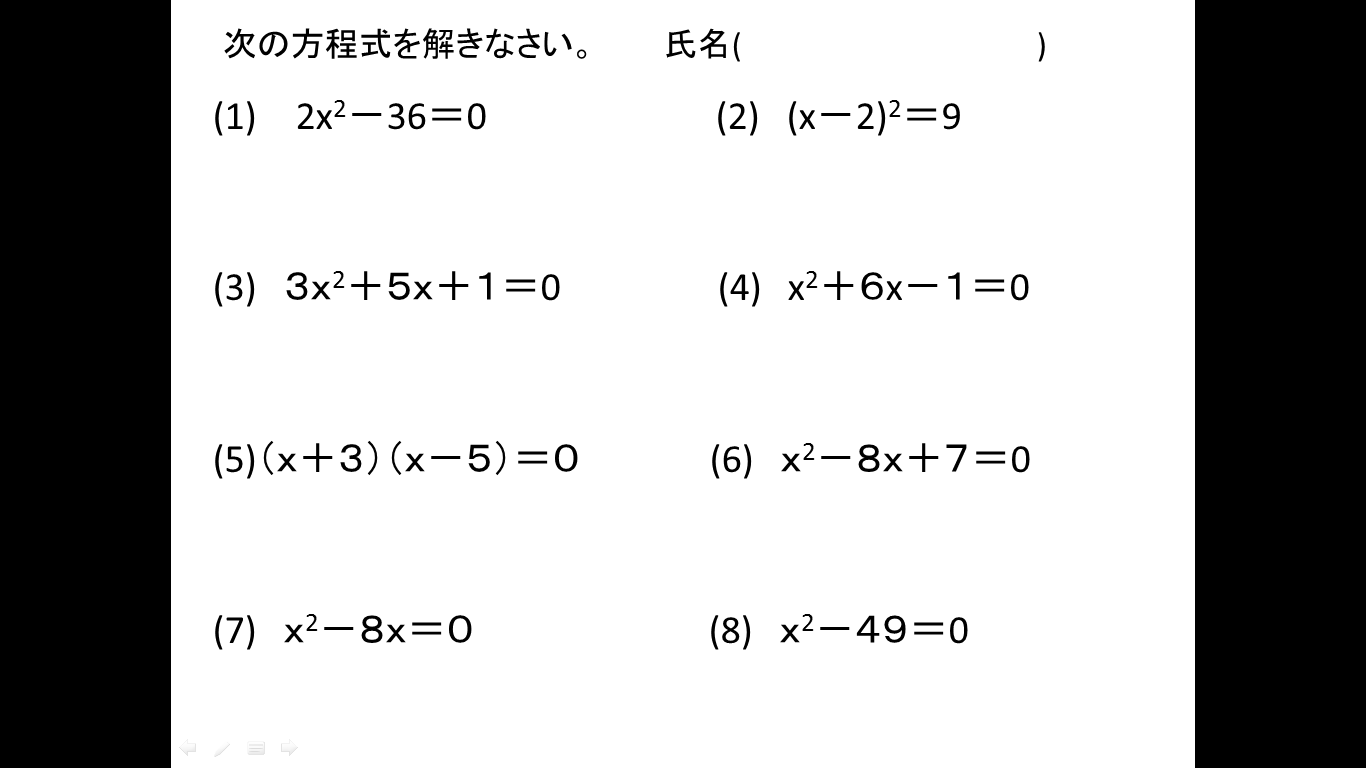 次の方程式を解きなさい。　　氏名(　　　　　　　　　)
(1)　2x²－36＝0　　(2)　(x－2)²＝9
(3)　３x²＋５x＋１＝0　　(4)　x²＋６x－１＝0
(5)（x＋３）（x－５）＝０　　(6)　x²－８x＋７＝0
(7)　x²－８x＝０　　(8)　x²－４９＝0